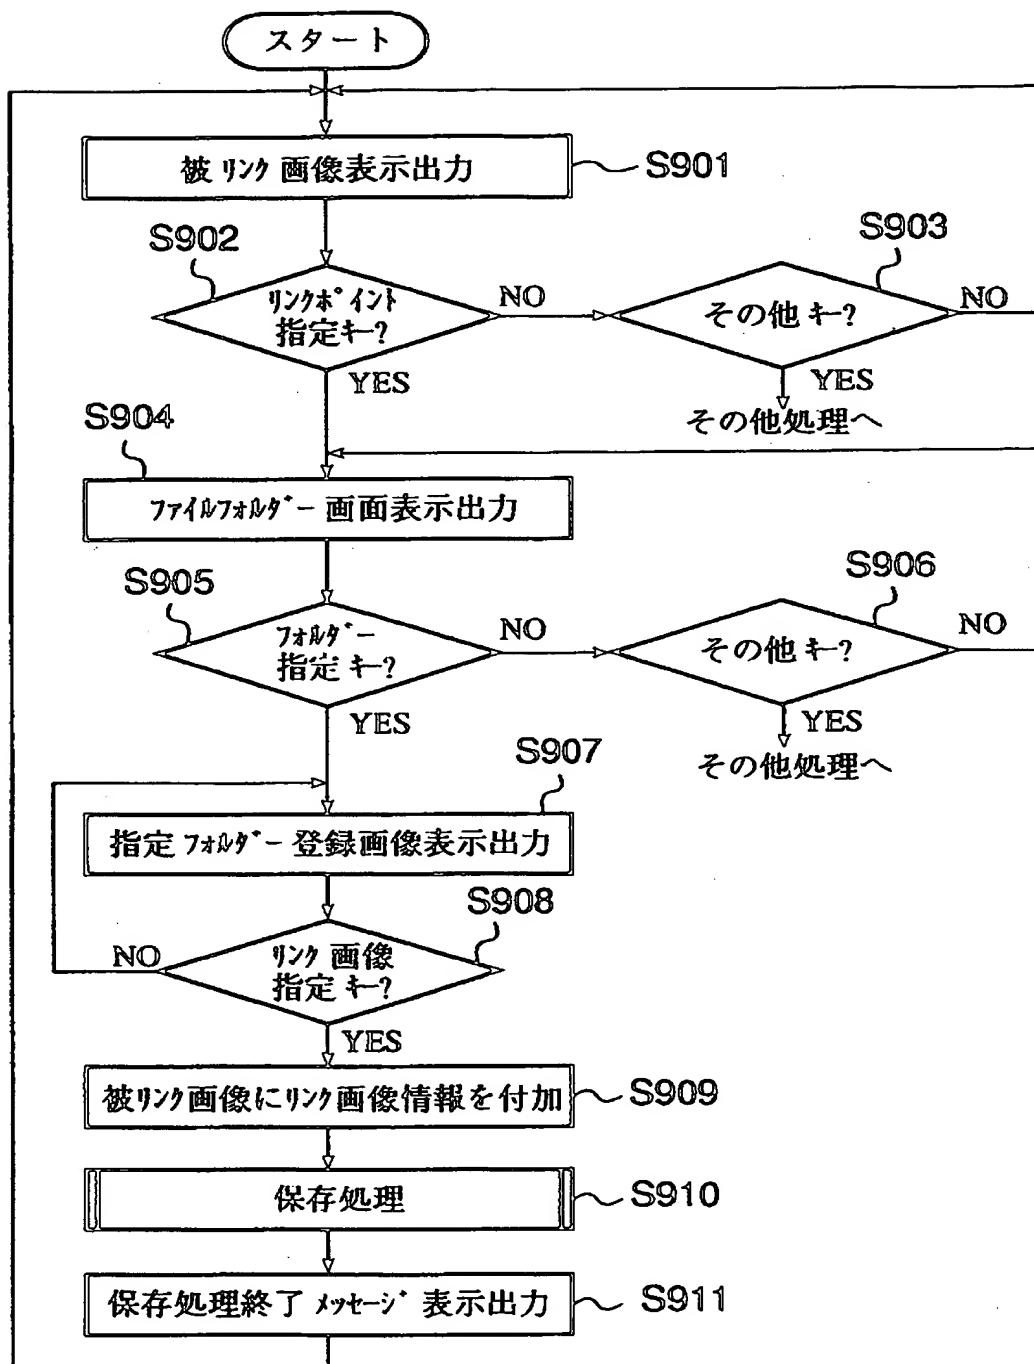 スタート
被リンク画像表示出力
S901
S902
リンクポイント
指定キー?
NO
S903
その他キー?
NO
YES
YES
その他処理へ
S904
ファイルフォルダー画面表示出力
S905
フォルダー
指定キー?
NO
S906
その他キー?
NO
YES
YES
その他処理へ
S907
指定フォルダー登録画像表示出力
S908
リンク画像
指定キー?
NO
YES
被リンク画像にリンク画像情報を付加
S909
保存処理
S910
保存処理終了メッセージ表示出力
S911